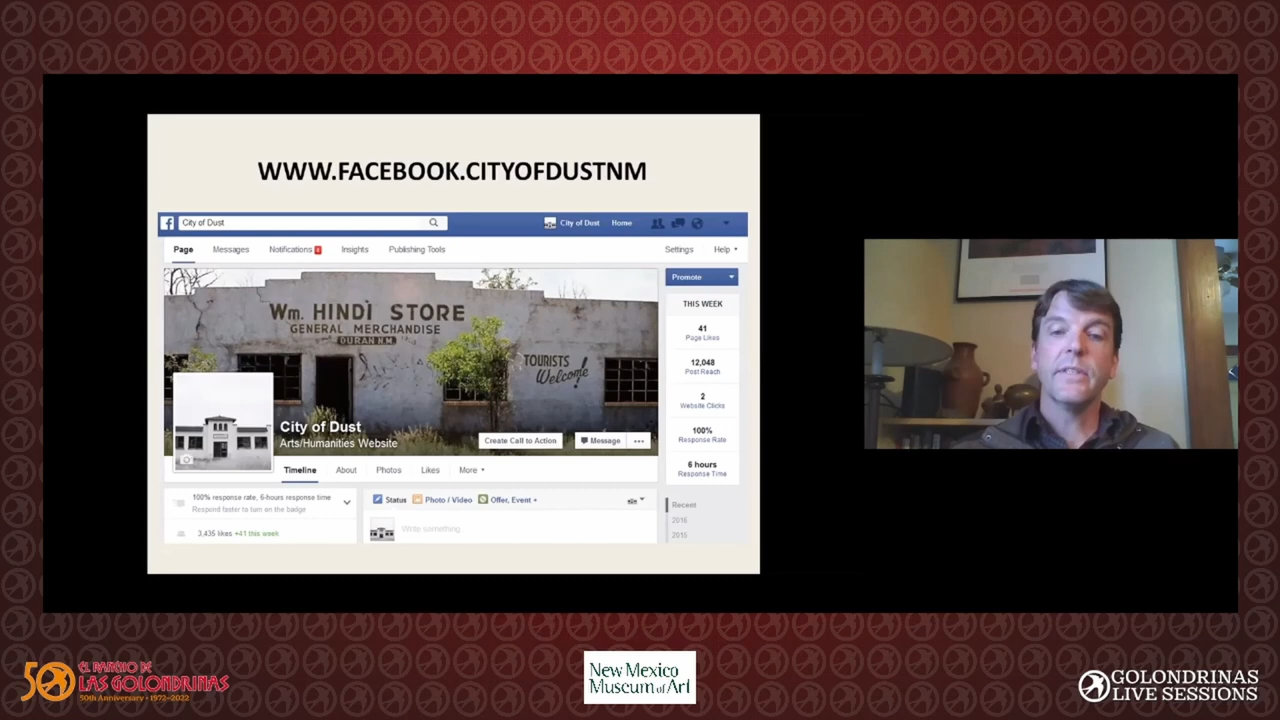 WWW.FACEBOOK.CITYOFDUSTNM
City of Dust
City of Dust Home
Page Messages Notifications 4 Insights Publishing Tools Settings Help
Wm. HINDI STORE
GENERAL MERCHANDISE
DURAN N.M.
TOURISTS
Welcome!
City of Dust
Arts/Humanities Website
Create Call to Action
Message
Timeline About Photos Likes More
100% response rate, 6-hours response time
Respond faster to turn on the badge
3,435 likes +41 this week
Status Photo / Video Offer, Event +
Write something
Promote
THIS WEEK
41
Page Likes
12,048
Post Reach
2
Website Clicks
100%
Response Rate
6 hours
Response Time
Recent
2016
2015
50
EL RANCHO DE
LAS GOLONDRINAS
50th Anniversary • 1972-2022
New Mexico
Museum of Art
GOLONDRINAS
LIVE SESSIONS